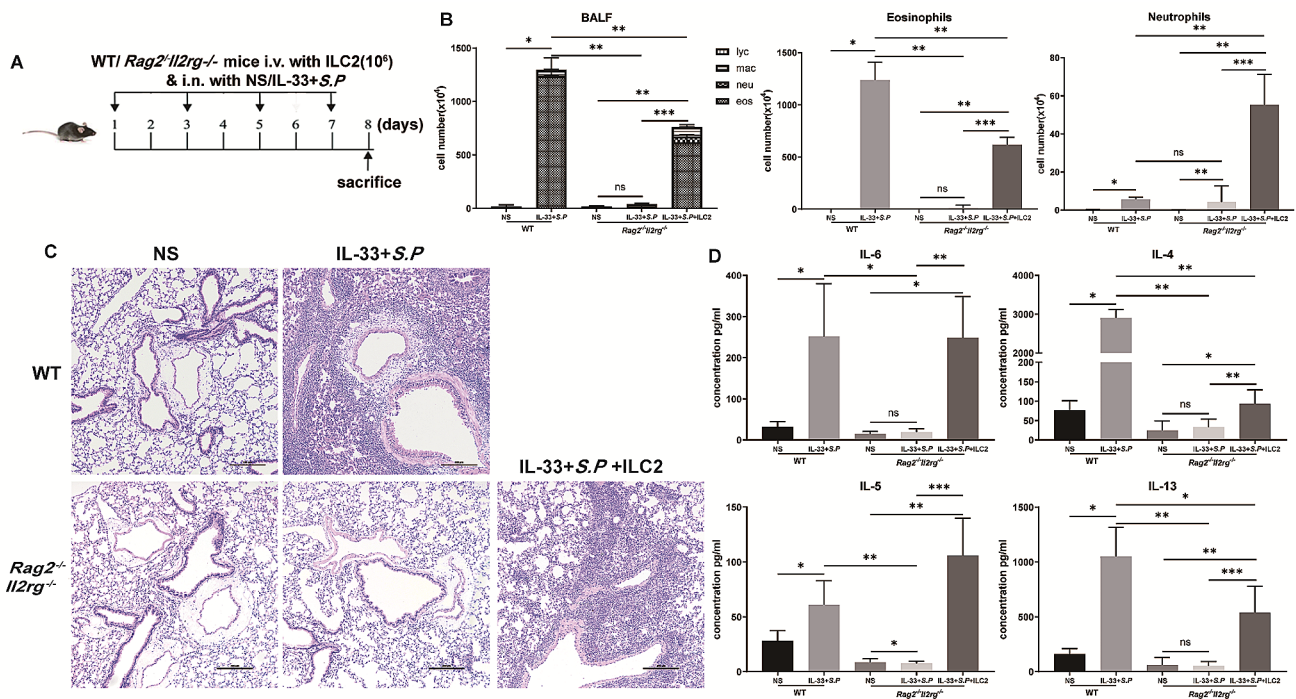 A
WT/ Rag2-/Il2rg-/- mice i.v. with ILC2(10⁶)
& i.n. with NS/IL-33+S.P
1 2 3 4 5 6 7 8 (days)
sacrifice
B
BALF
cell number(x10⁴)
1500
1000
500
0
* ** ** ** *** ns
NS IL-33+S.P NS IL-33+S.P IL-33+S.P+ILC2
WT Rag2-/-Il2rg-/-
lyc
mac
neu
eos
Eosinophils
cell number(x10⁴)
1500
1000
500
0
* ** ** ** *** ns
NS IL-33+S.P NS IL-33+S.P IL-33+S.P+ILC2
WT Rag2-/-Il2rg-/-
Neutrophils
cell number(x10⁴)
80
60
40
20
0
** ** *** ns * **
NS IL-33+S.P NS IL-33+S.P IL-33+S.P+ILC2
WT Rag2-/-Il2rg-/-
C
NS IL-33+S.P
WT
IL-33+S.P +ILC2
Rag2-/-
Il2rg-/-
D
IL-6
concentration pg/ml
400
300
200
100
0
* * ** * ns
NS IL-33+S.P NS IL-33+S.P IL-33+S.P+ILC2
WT Rag2-/-Il2rg-/-
IL-4
concentration pg/ml
4000
3000
2000
200
150
100
50
0
* ** ** * ** ns
NS IL-33+S.P NS IL-33+S.P IL-33+S.P+ILC2
WT Rag2-/-Il2rg-/-
IL-5
concentration pg/ml
150
100
50
0
* ** *** ** *
NS IL-33+S.P NS IL-33+S.P IL-33+S.P+ILC2
WT Rag2-/-Il2rg-/-
IL-13
concentration pg/ml
1500
1000
500
0
* * ** ** *** ns
NS IL-33+S.P NS IL-33+S.P IL-33+S.P+ILC2
WT Rag2-/-Il2rg-/-